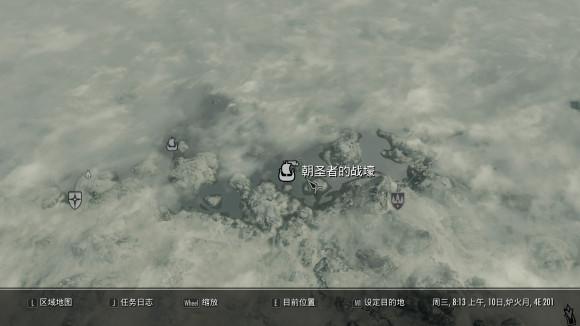 朝圣者的战壕
L 区域地图 J 任务日志 Wheel 缩放 E 目前位置 M1 设定目的地 周三, 8:13 上午, 10日, 炉火月, 4E 201